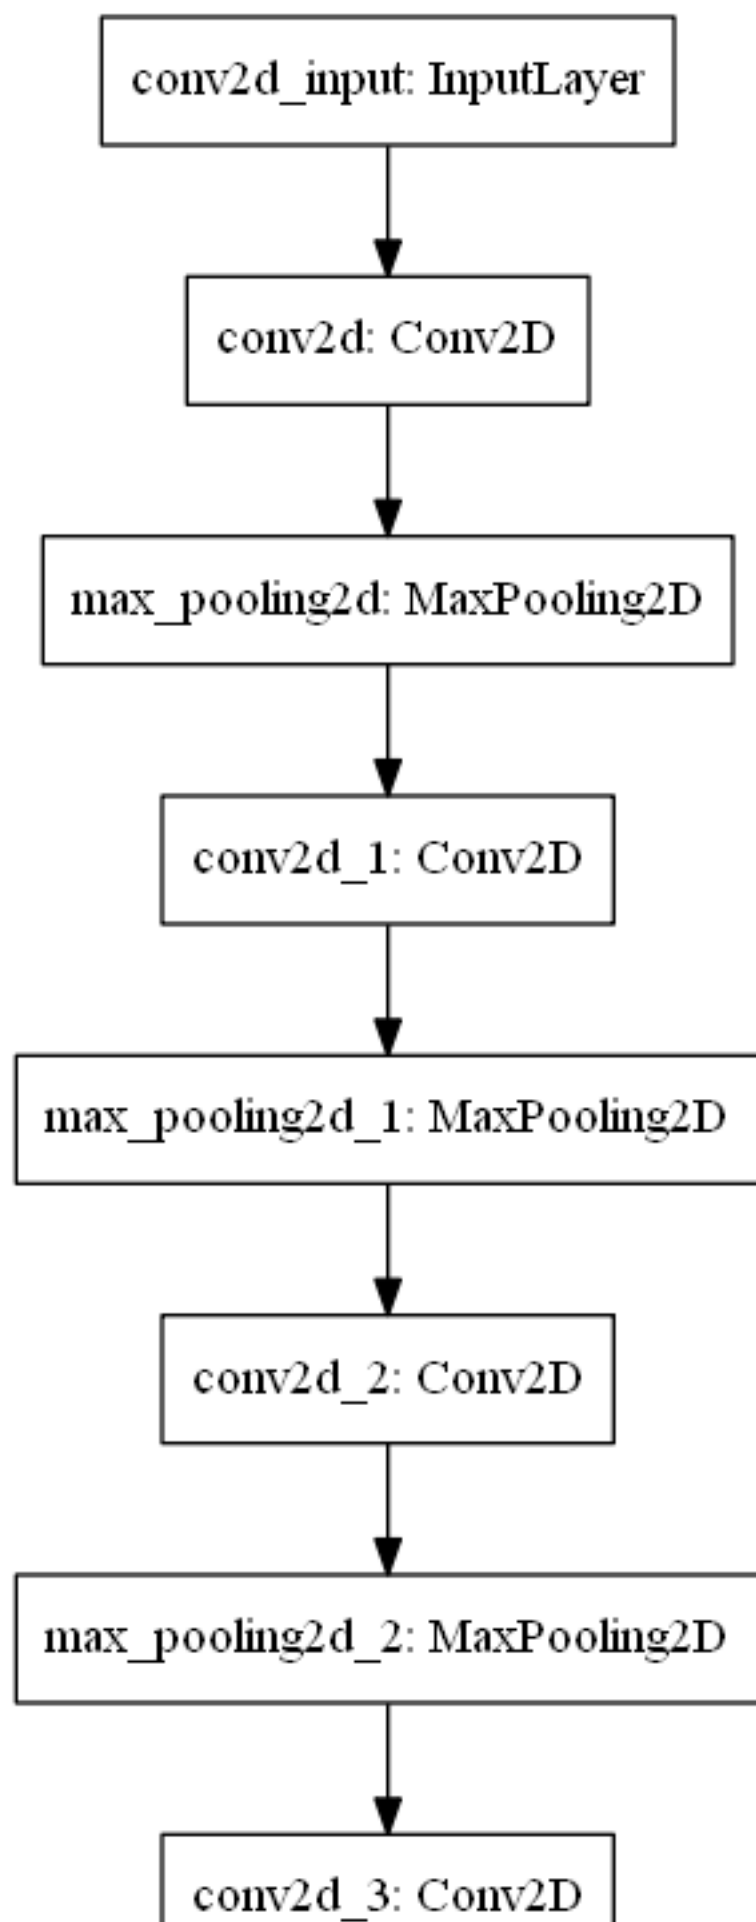 conv2d_input: InputLayer
conv2d: Conv2D
max_pooling2d: MaxPooling2D
conv2d_1: Conv2D
max_pooling2d_1: MaxPooling2D
conv2d_2: Conv2D
max_pooling2d_2: MaxPooling2D
conv2d_3: Conv2D